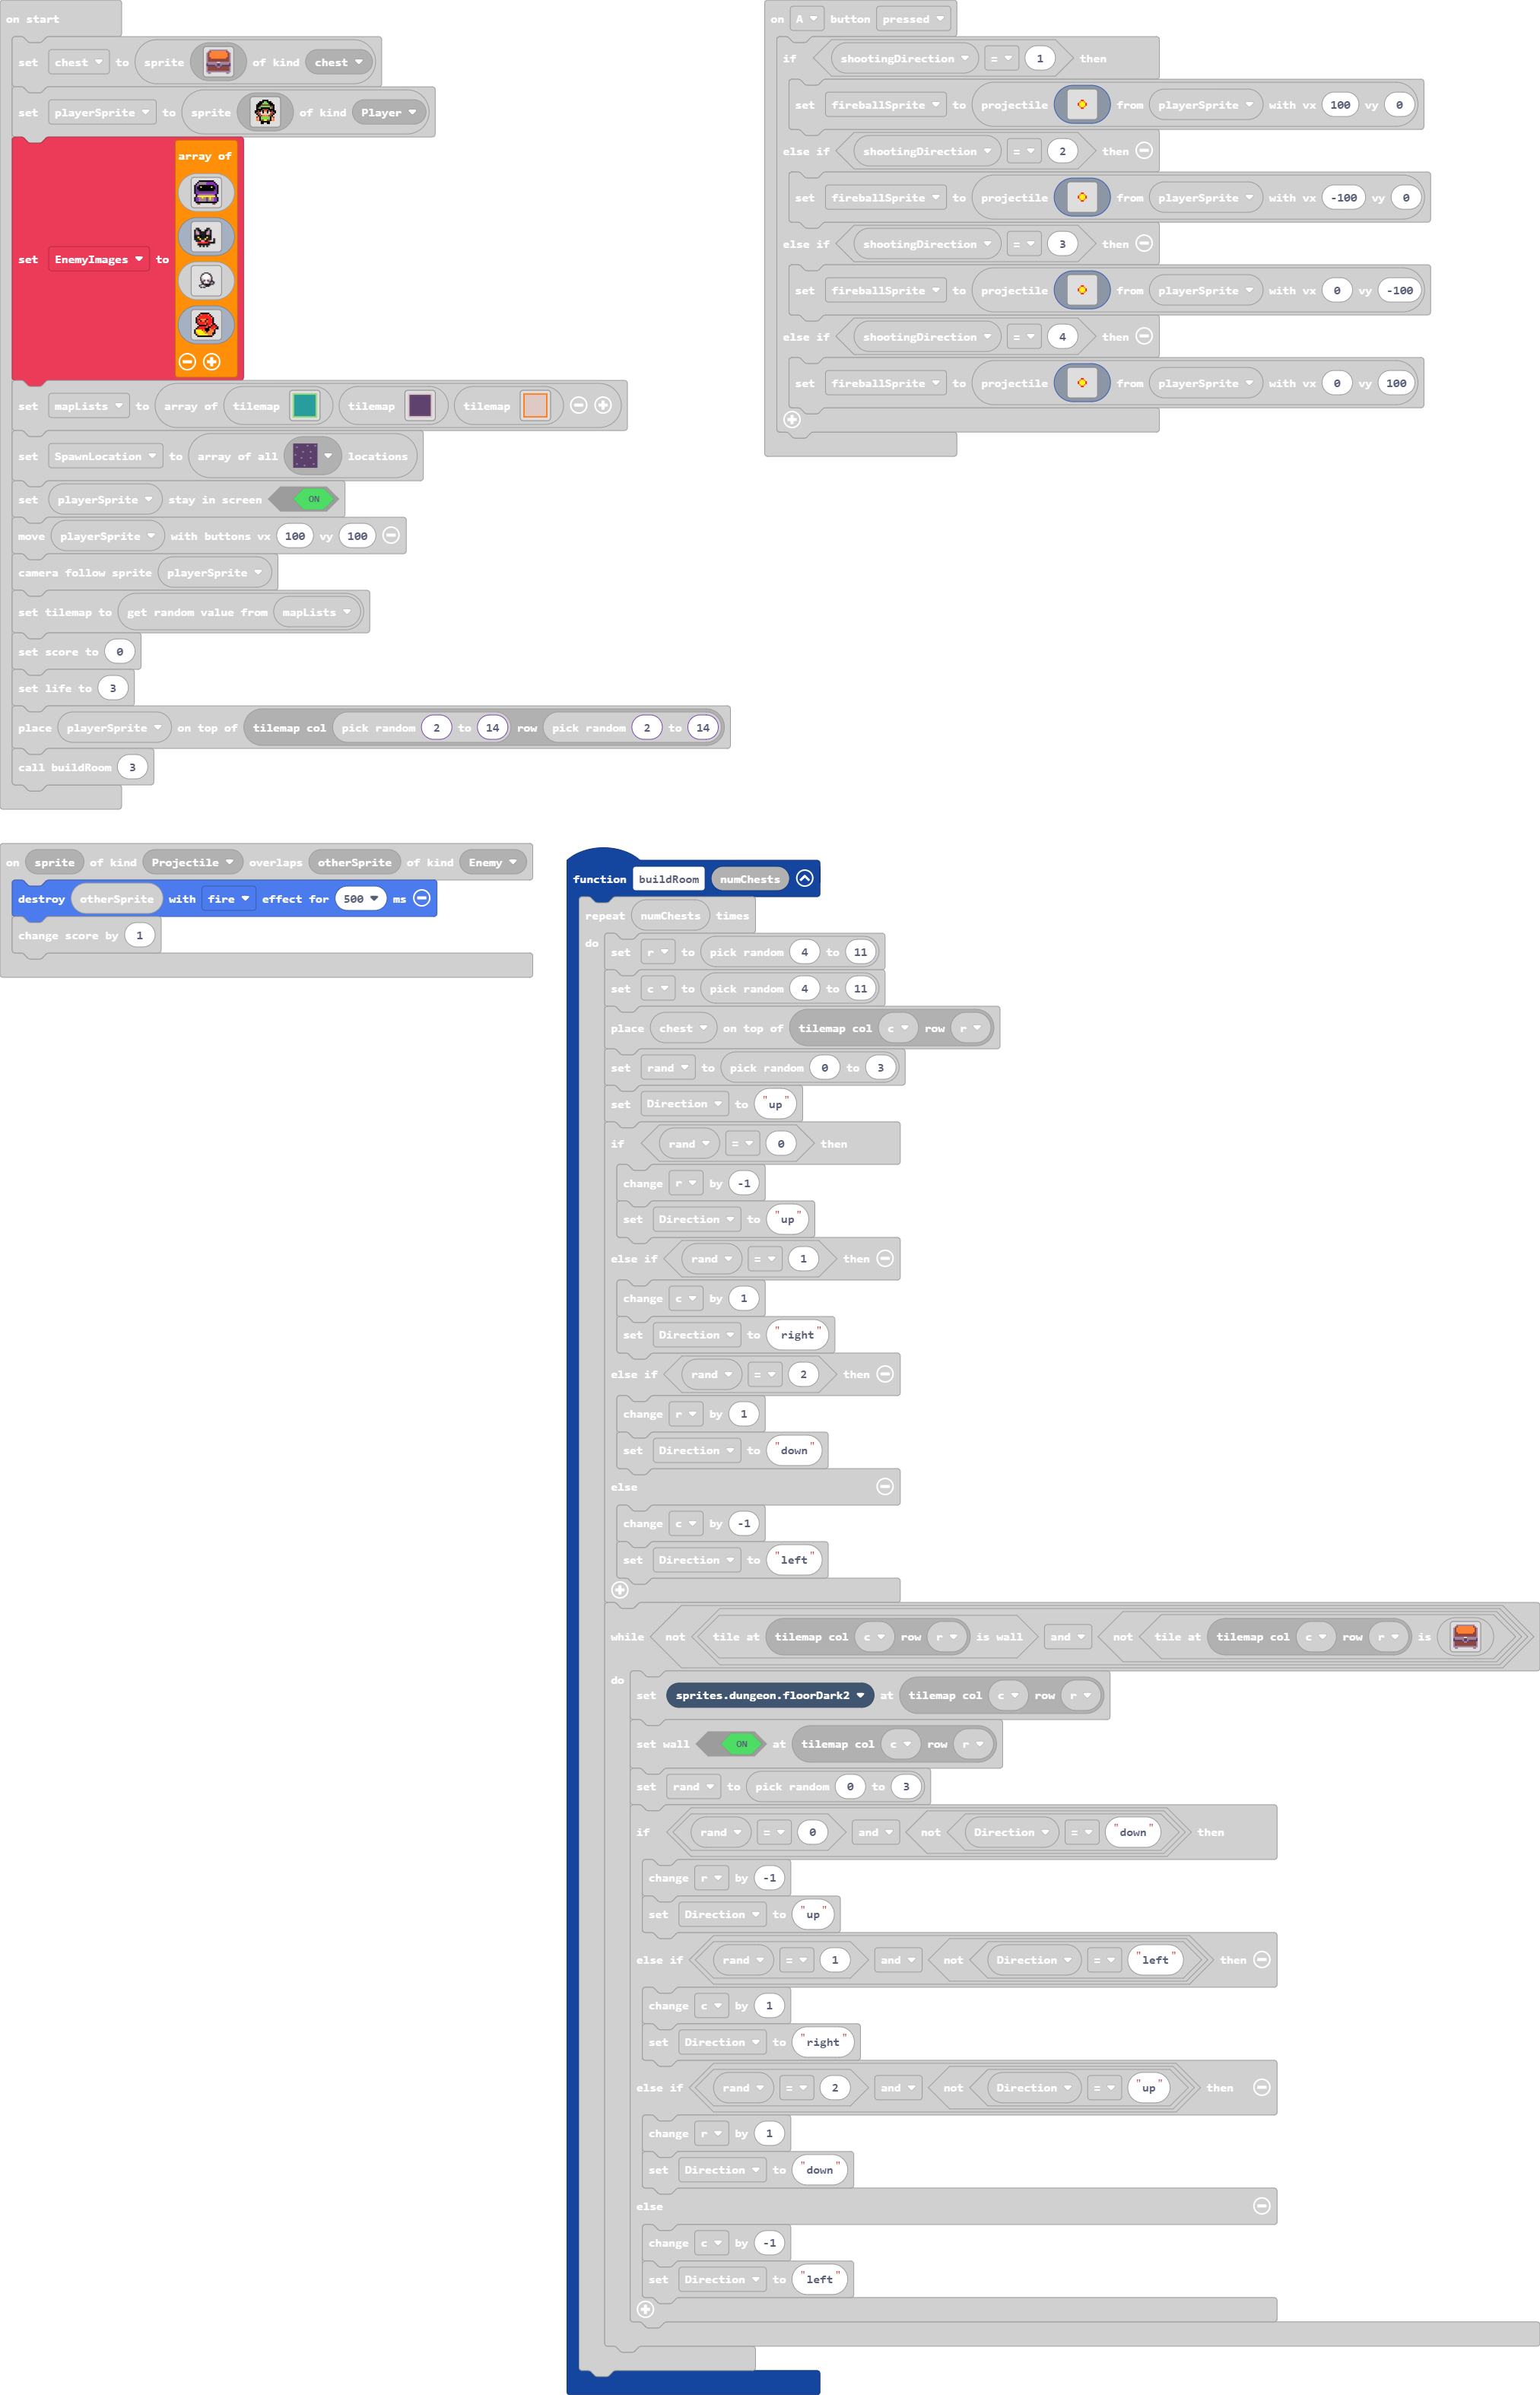 on start
set chest to sprite of kind chest
set playerSprite to sprite of kind Player
array of
set EnemyImages to
set mapLists to array of tilemap tilemap tilemap
set SpawnLocation to array of all locations
set playerSprite stay in screen ON
move playerSprite with buttons vx 100 vy 100
camera follow sprite playerSprite
set tilemap to get random value from mapLists
set score to 0
set life to 3
place playerSprite on top of tilemap col pick random 2 to 14 row pick random 2 to 14
call buildRoom 3
on A button pressed
if shootingDirection = 1 then
set fireballSprite to projectile from playerSprite with vx 100 vy 0
else if shootingDirection = 2 then
set fireballSprite to projectile from playerSprite with vx -100 vy 0
else if shootingDirection = 3 then
set fireballSprite to projectile from playerSprite with vx 0 vy -100
else if shootingDirection = 4 then
set fireballSprite to projectile from playerSprite with vx 0 vy 100
on sprite of kind Projectile overlaps otherSprite of kind Enemy
destroy otherSprite with fire effect for 500 ms
change score by 1
function buildRoom numChests
repeat numChests times
do
set r to pick random 4 to 11
set c to pick random 4 to 11
place chest on top of tilemap col c row r
set rand to pick random 0 to 3
set Direction to "up"
if rand = 0 then
change r by -1
set Direction to "up"
else if rand = 1 then
change c by 1
set Direction to "right"
else if rand = 2 then
change r by 1
set Direction to "down"
else
change c by -1
set Direction to "left"
while not tile at tilemap col c row r is wall and not tile at tilemap col c row r is
do
set sprites.dungeon.floorDark2 at tilemap col c row r
set wall ON at tilemap col c row r
set rand to pick random 0 to 3
if rand = 0 and not Direction = "down" then
change r by -1
set Direction to "up"
else if rand = 1 and not Direction = "left" then
change c by 1
set Direction to "right"
else if rand = 2 and not Direction = "up" then
change r by 1
set Direction to "down"
else
change c by -1
set Direction to "left"